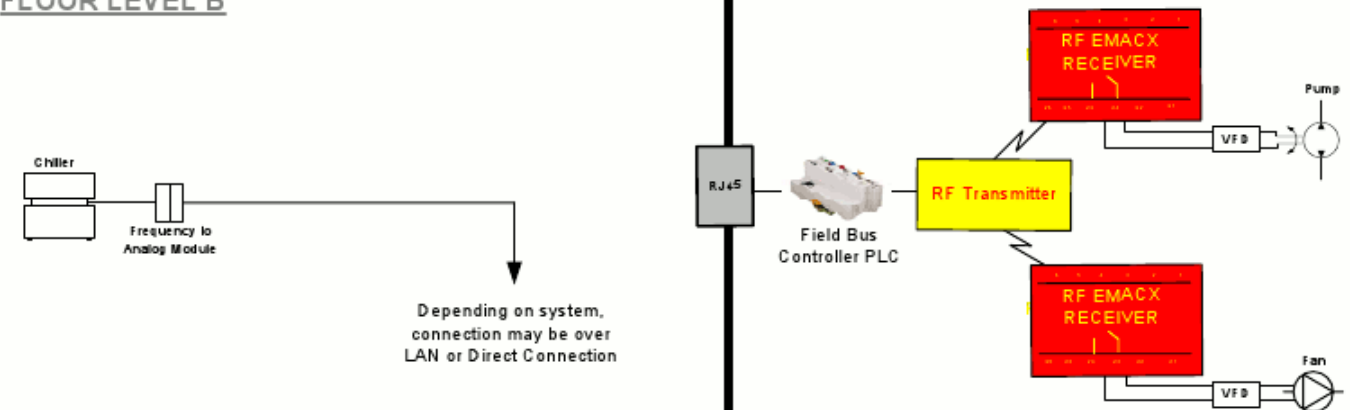 FLOOR LEVEL B
Chiller
Frequency to
Analog Module
Depending on system,
connection may be over
LAN or Direct Connection
RJ45
Field Bus
Controller PLC
RF Transmitter
RF EMACX
RECEIVER
VFD
Pump
RF EMACX
RECEIVER
VFD
Fan